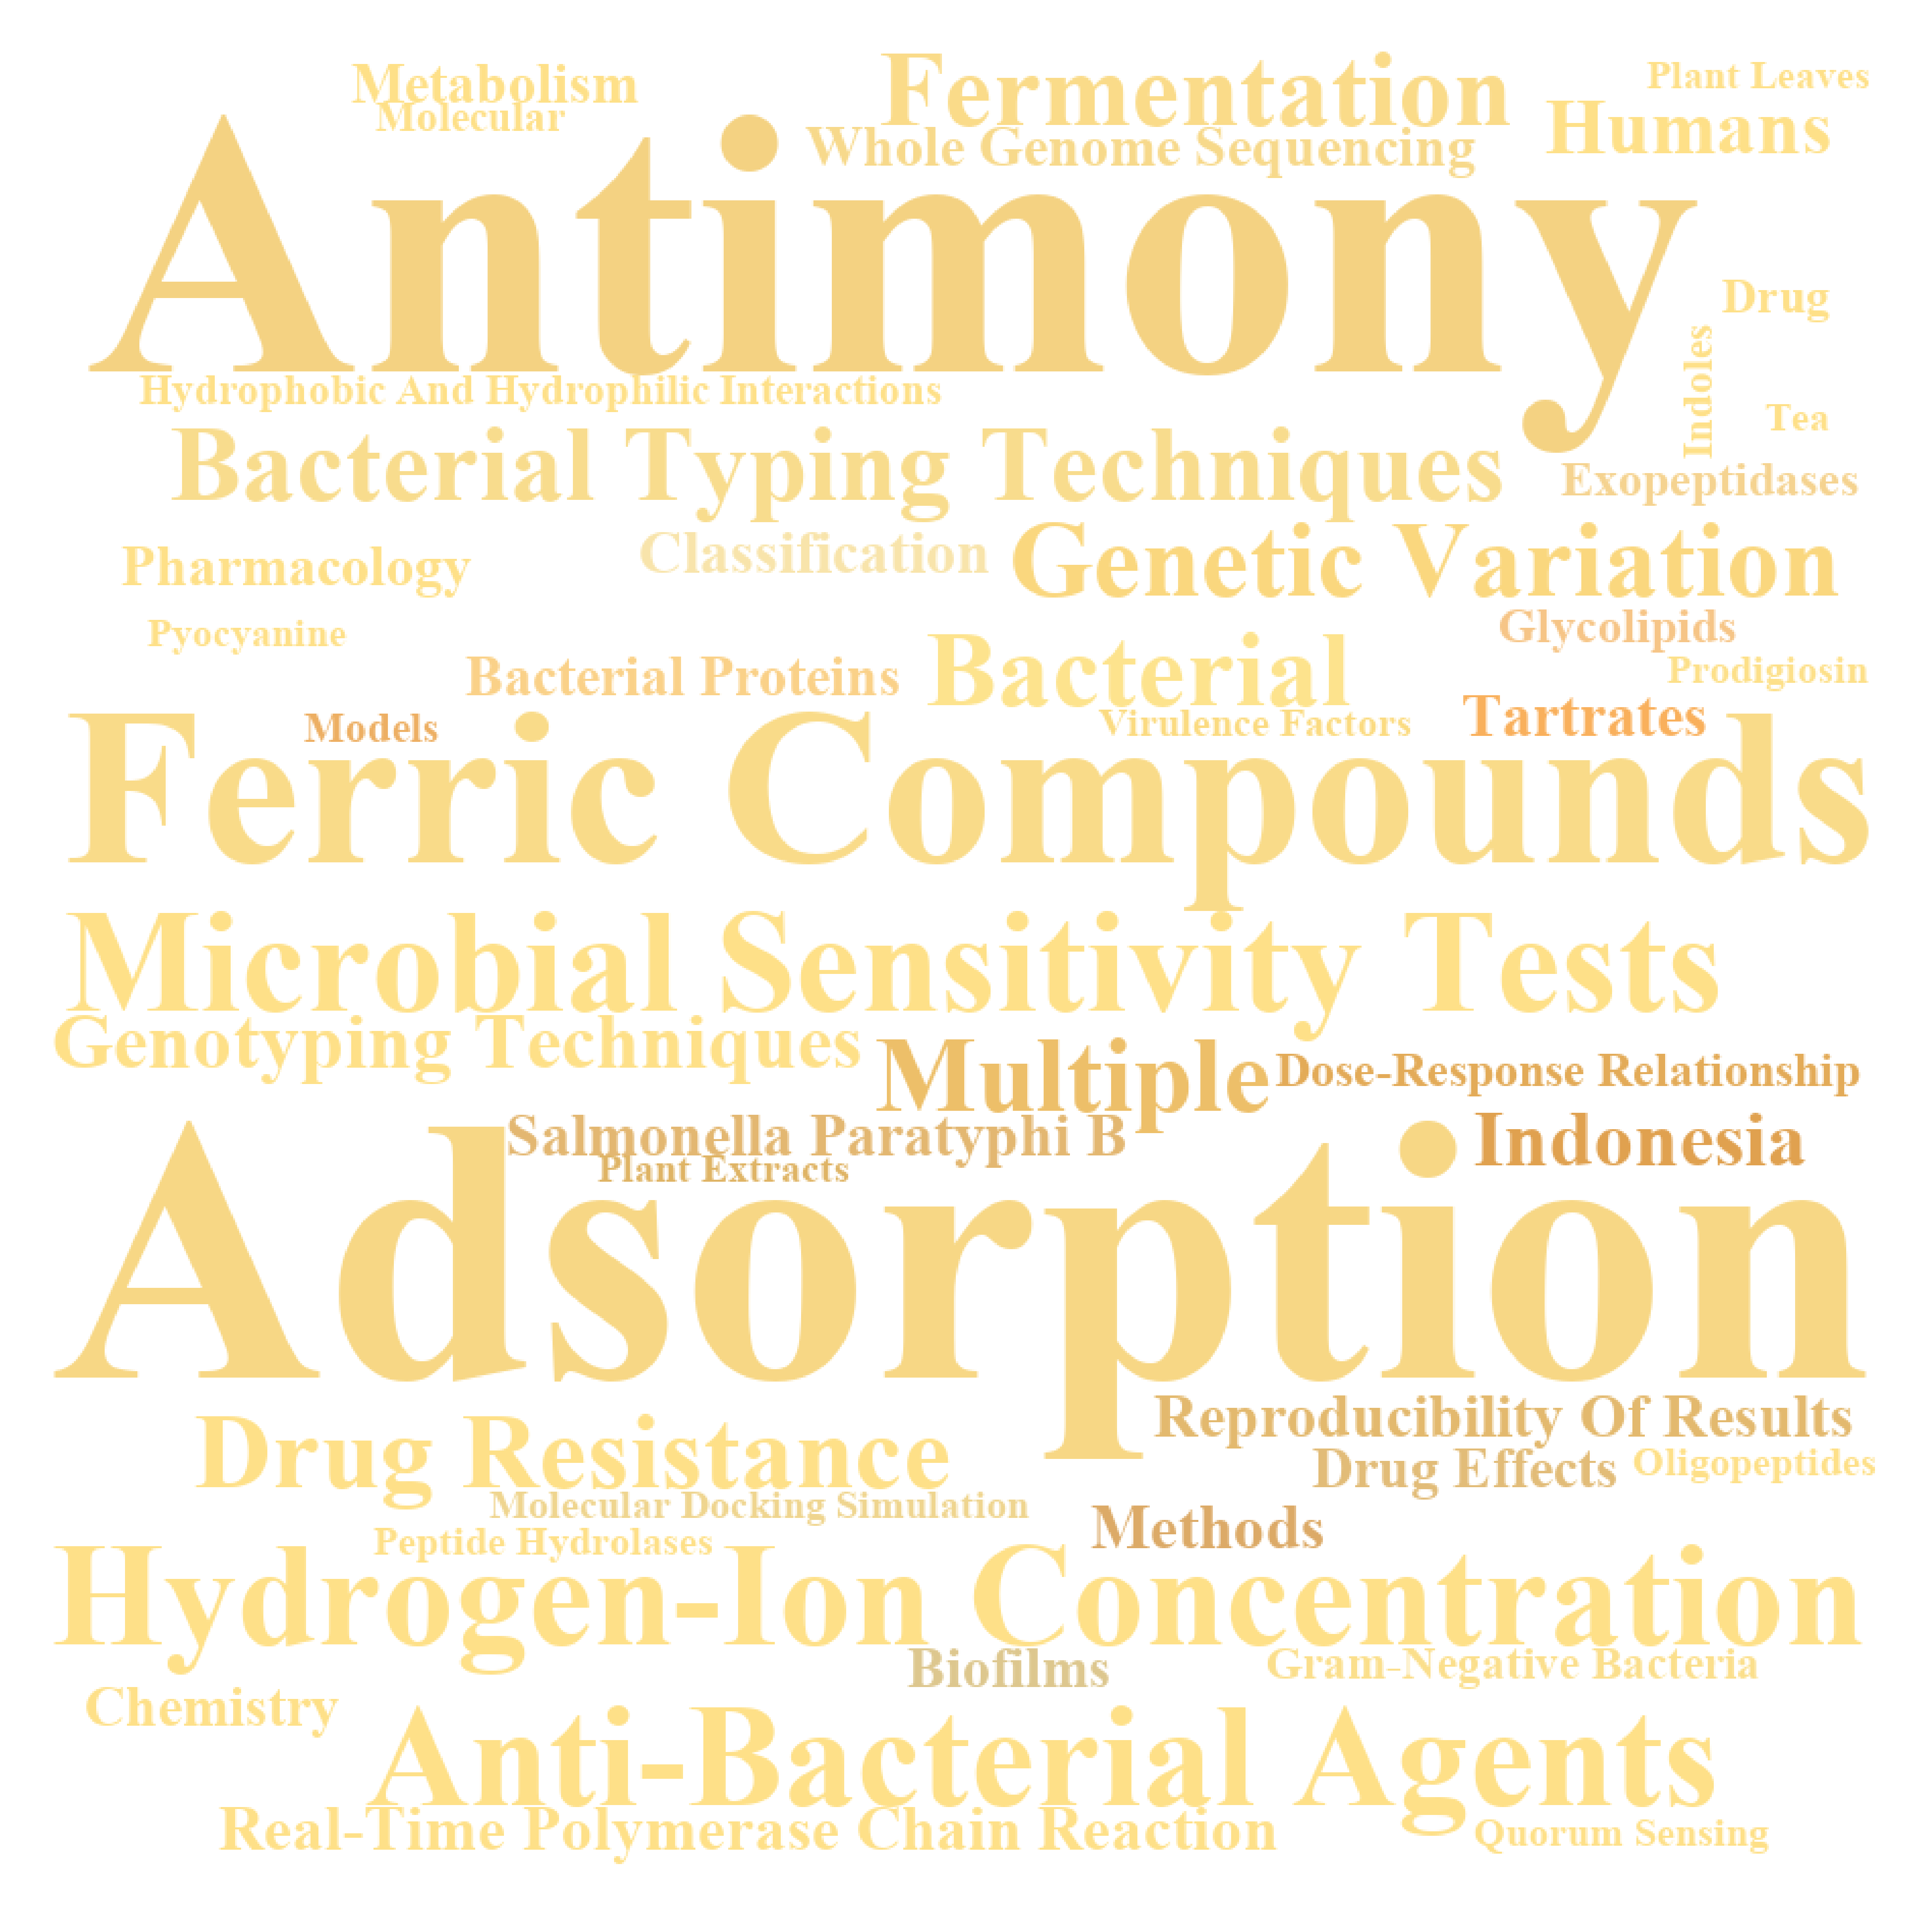 Metabolism
Molecular
Fermentation
Whole Genome Sequencing
Plant Leaves
Humans
Antimony
Drug
Indoles
Tea
Hydrophobic And Hydrophilic Interactions
Bacterial Typing Techniques
Exopeptidases
Pharmacology
Classification
Genetic Variation
Pyocyanine
Glycolipids
Bacterial Proteins
Bacterial
Prodigiosin
Models
Virulence Factors
Tartrates
Ferric Compounds
Microbial Sensitivity Tests
Genotyping Techniques
Multiple
Dose-Response Relationship
Salmonella Paratyphi B
Plant Extracts
Indonesia
Adsorption
Reproducibility Of Results
Drug Resistance
Drug Effects
Oligopeptides
Molecular Docking Simulation
Methods
Peptide Hydrolases
Hydrogen-Ion Concentration
Biofilms
Gram-Negative Bacteria
Chemistry
Anti-Bacterial Agents
Real-Time Polymerase Chain Reaction
Quorum Sensing